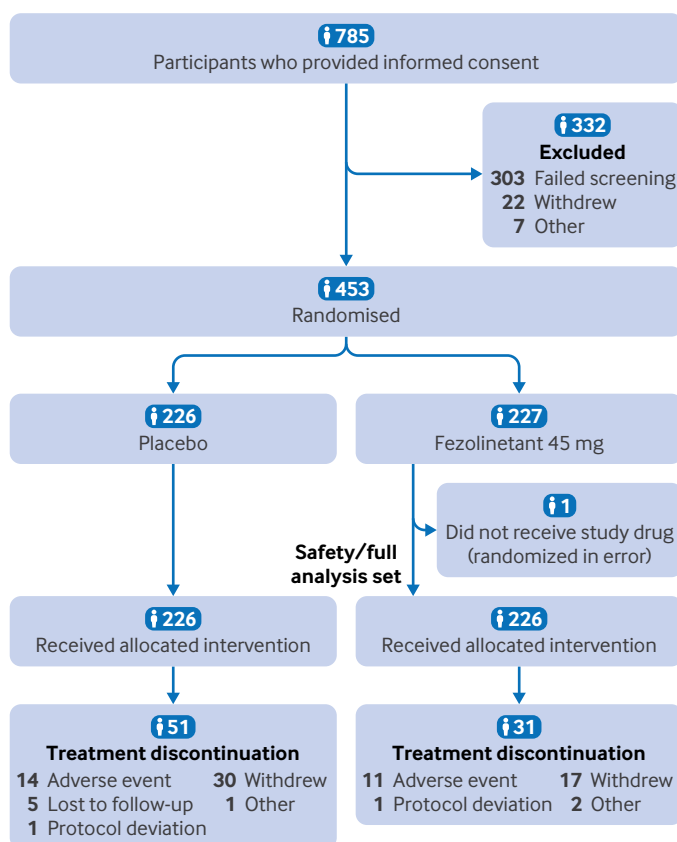 785
Participants who provided informed consent
332
Excluded
303 Failed screening
22 Withdrew
7 Other
453
Randomised
226
Placebo
227
Fezolinetant 45 mg
1
Did not receive study drug
(randomized in error)
Safety/full
analysis set
226
Received allocated intervention
226
Received allocated intervention
51
Treatment discontinuation
14 Adverse event 30 Withdrew
5 Lost to follow-up 1 Other
1 Protocol deviation
31
Treatment discontinuation
11 Adverse event 17 Withdrew
1 Protocol deviation 2 Other